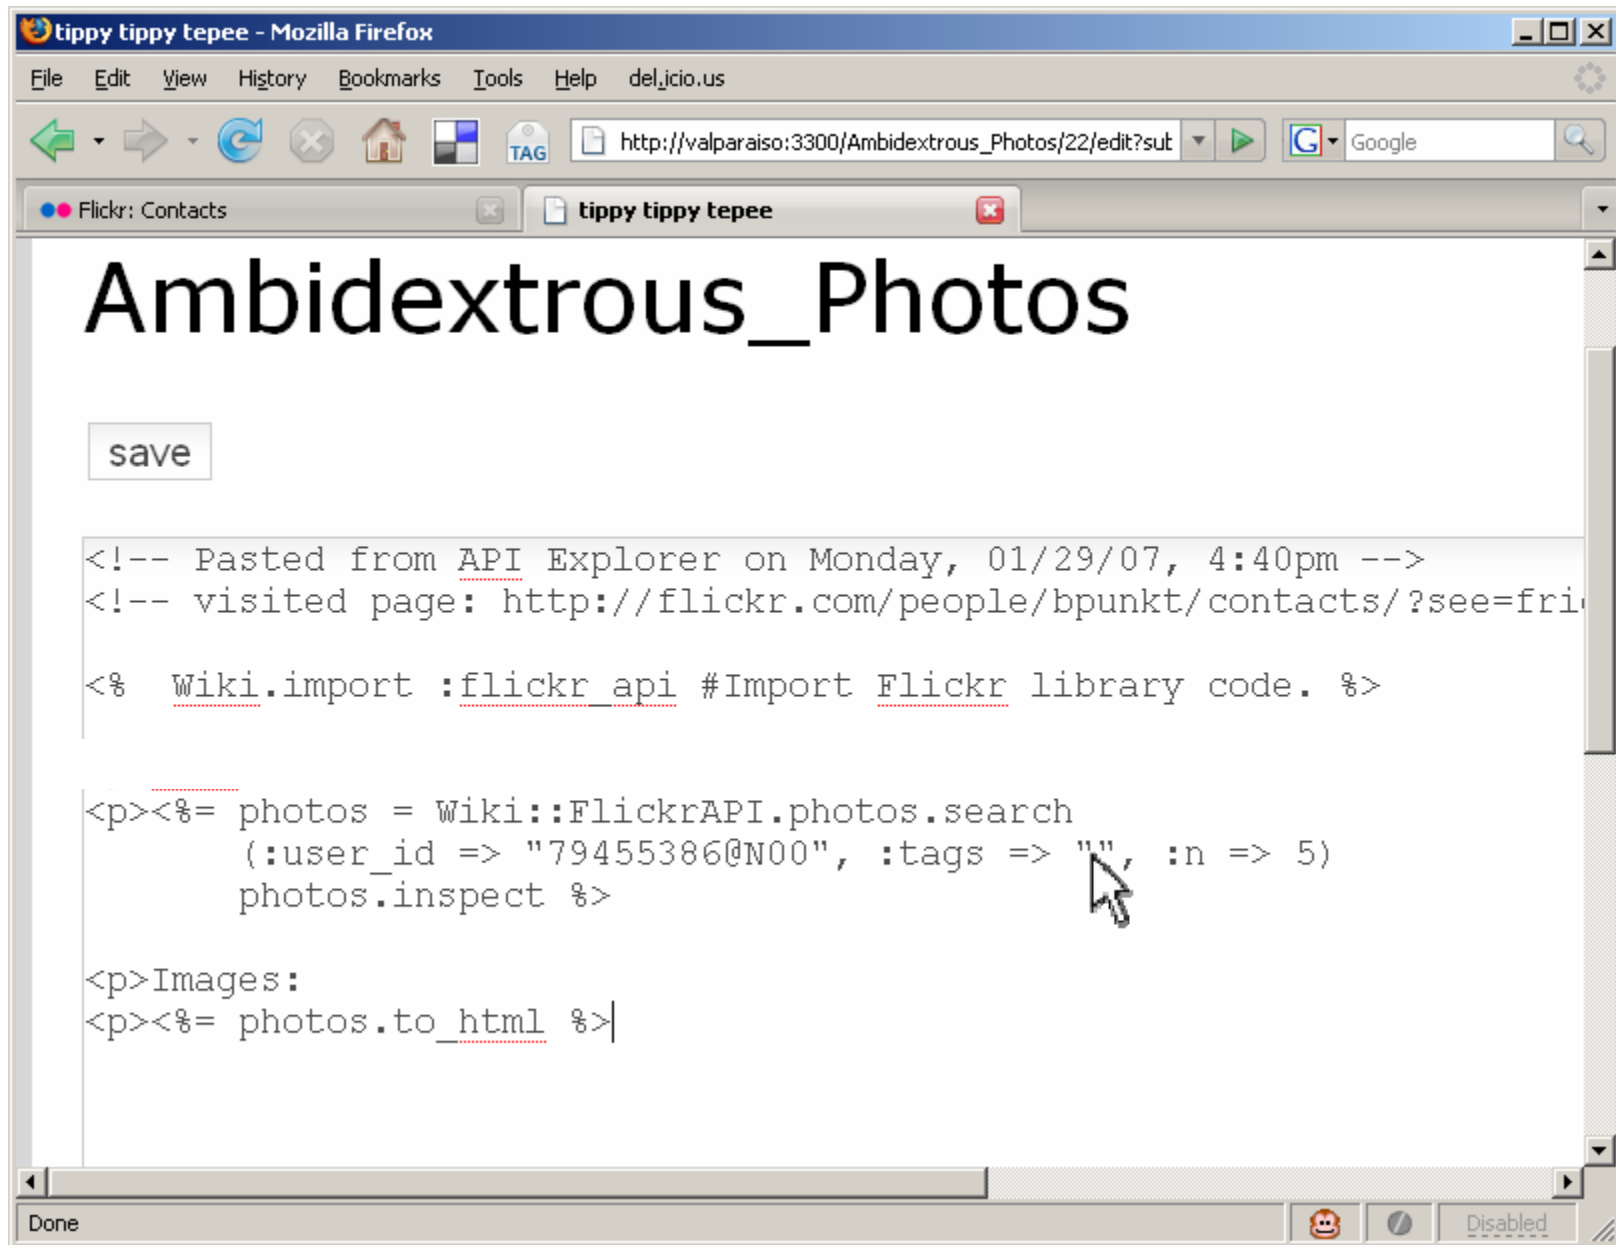 tippy tippy tepee - Mozilla Firefox
File Edit View History Bookmarks Tools Help del.icio.us
TAG http://valparaiso:3300/Ambidextrous_Photos/22/edit?sub G Google
Flickr: Contacts tippy tippy tepee
Ambidextrous_Photos
save
<!-- Pasted from API Explorer on Monday, 01/29/07, 4:40pm -->
<!-- visited page: http://flickr.com/people/bpunkt/contacts/?see=frie
<%  Wiki.import :flickr_api #Import Flickr library code. %>
<p><%= photos = Wiki::FlickrAPI.photos.search
(:user_id => "79455386@N00", :tags => "", :n => 5)
photos.inspect %>
<p>Images:
<p><%= photos.to_html %>
Done Disabled